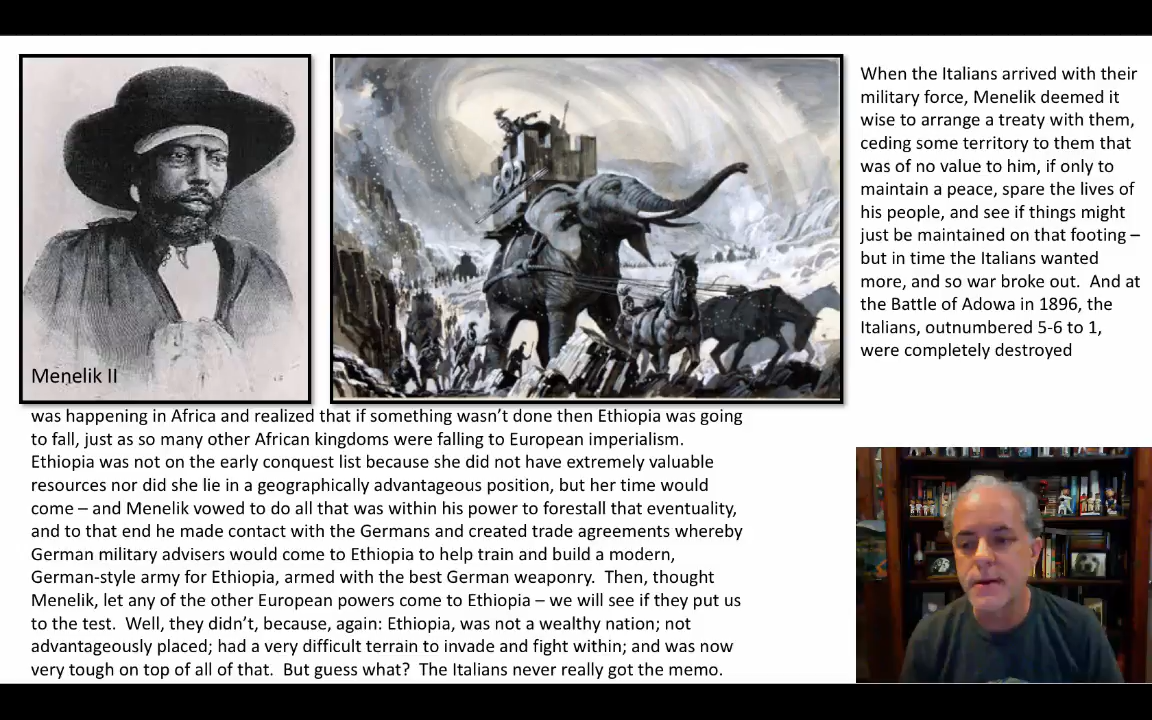 Menelik II
was happening in Africa and realized that if something wasn't done then Ethiopia was going
to fall, just as so many other African kingdoms were falling to European imperialism.
Ethiopia was not on the early conquest list because she did not have extremely valuable
resources nor did she lie in a geographically advantageous position, but her time would
come – and Menelik vowed to do all that was within his power to forestall that eventuality,
and to that end he made contact with the Germans and created trade agreements whereby
German military advisers would come to Ethiopia to help train and build a modern,
German-style army for Ethiopia, armed with the best German weaponry.  Then, thought
Menelik, let any of the other European powers come to Ethiopia – we will see if they put us
to the test.  Well, they didn't, because, again: Ethiopia, was not a wealthy nation; not
advantageously placed; had a very difficult terrain to invade and fight within; and was now
very tough on top of all of that.  But guess what?  The Italians never really got the memo.
When the Italians arrived with their
military force, Menelik deemed it
wise to arrange a treaty with them,
ceding some territory to them that
was of no value to him, if only to
maintain a peace, spare the lives of
his people, and see if things might
just be maintained on that footing –
but in time the Italians wanted
more, and so war broke out.  And at
the Battle of Adowa in 1896, the
Italians, outnumbered 5-6 to 1,
were completely destroyed